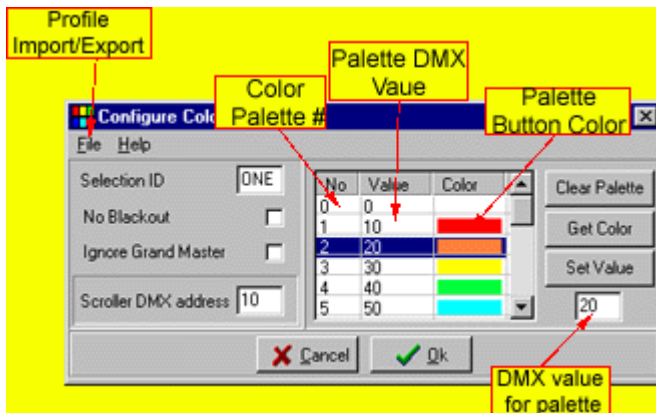 Profile
Import/Export
Palette DMX
Vaue
Color
Palette #
Palette
Button Color
Configure Col
File Help
Selection ID ONE
No Blackout
Ignore Grand Master
Scroller DMX address 10
No Value Color
0 0
1 10
2 20
3 30
4 40
5 50
Clear Palette
Get Color
Set Value
20
Cancel Ok
DMX value
for palette